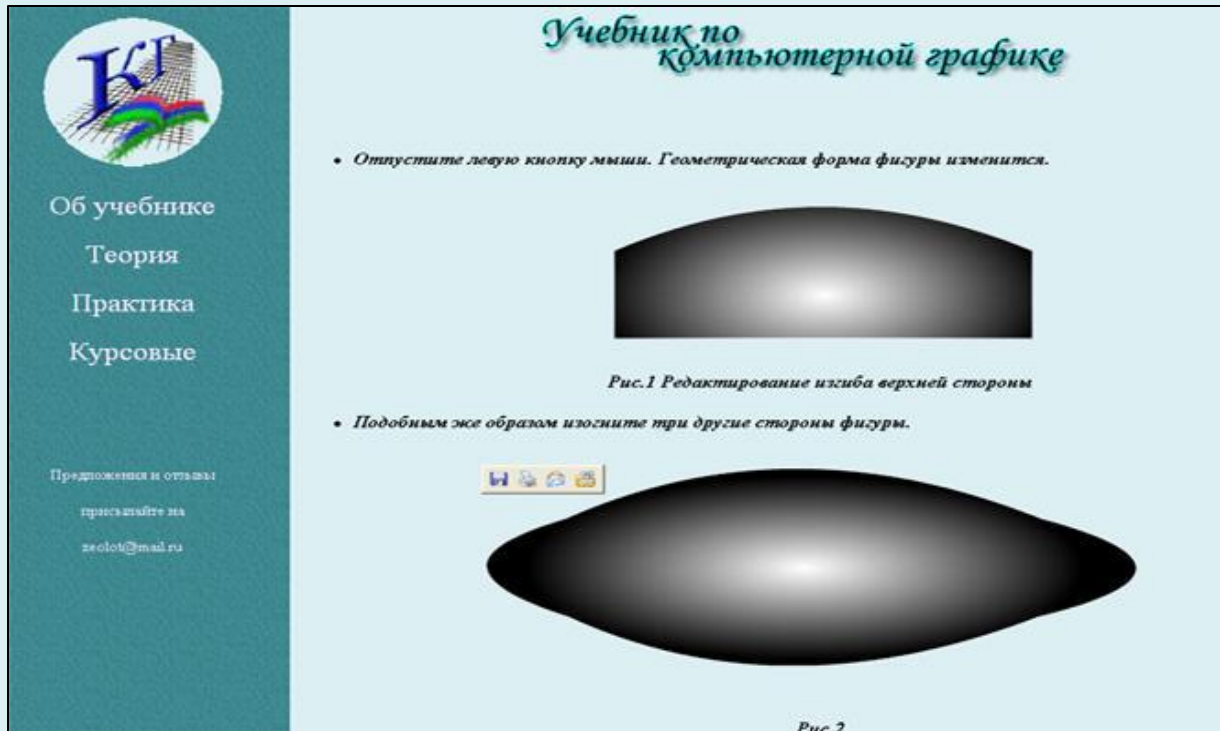 КГ
Об учебнике
Теория
Практика
Курсовые
Предложения и отзывы
присылайте на
zeolot@mail.ru
Учебник по
компьютерной графике
• Отпустите левую кнопку мыши. Геометрическая форма фигуры изменится.
Рис.1 Редактирование изгиба верхней стороны
• Подобным же образом изогните три другие стороны фигуры.
Рис.2